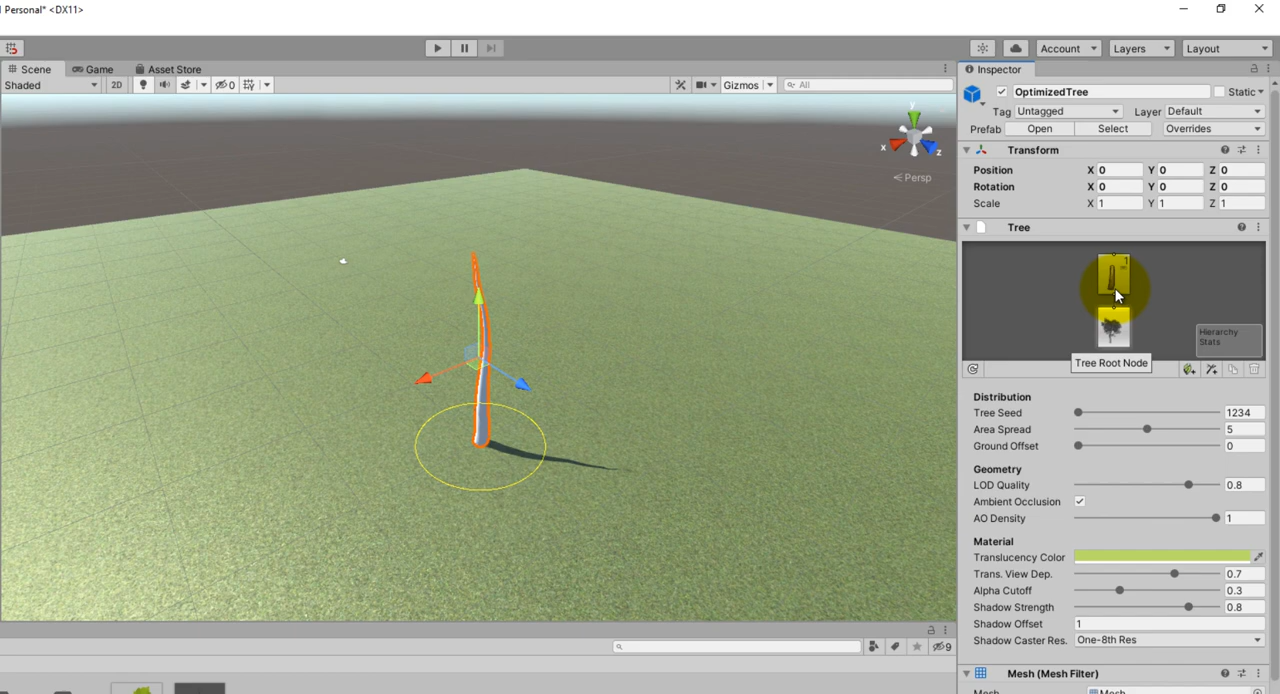 Personal* <DX11>
Account Layers Layout
Scene Game Asset Store
Inspector
Shaded 2D 0 Gizmos All
OptimizedTree Static
Tag Untagged Layer Default
Prefab Open Select Overrides
Transform
Position X 0 Y 0 Z 0
Rotation X 0 Y 0 Z 0
Scale X 1 Y 1 Z 1
y
x
z
< Persp
Tree
1
Hierarchy
Stats
Tree Root Node
Distribution
Tree Seed 1234
Area Spread 5
Ground Offset 0
Geometry
LOD Quality 0.8
Ambient Occlusion
AO Density 1
Material
Translucency Color
Trans. View Dep. 0.7
Alpha Cutoff 0.3
Shadow Strength 0.8
Shadow Offset 1
Shadow Caster Res. One-8th Res
9
Mesh (Mesh Filter)
Mesh Mesh